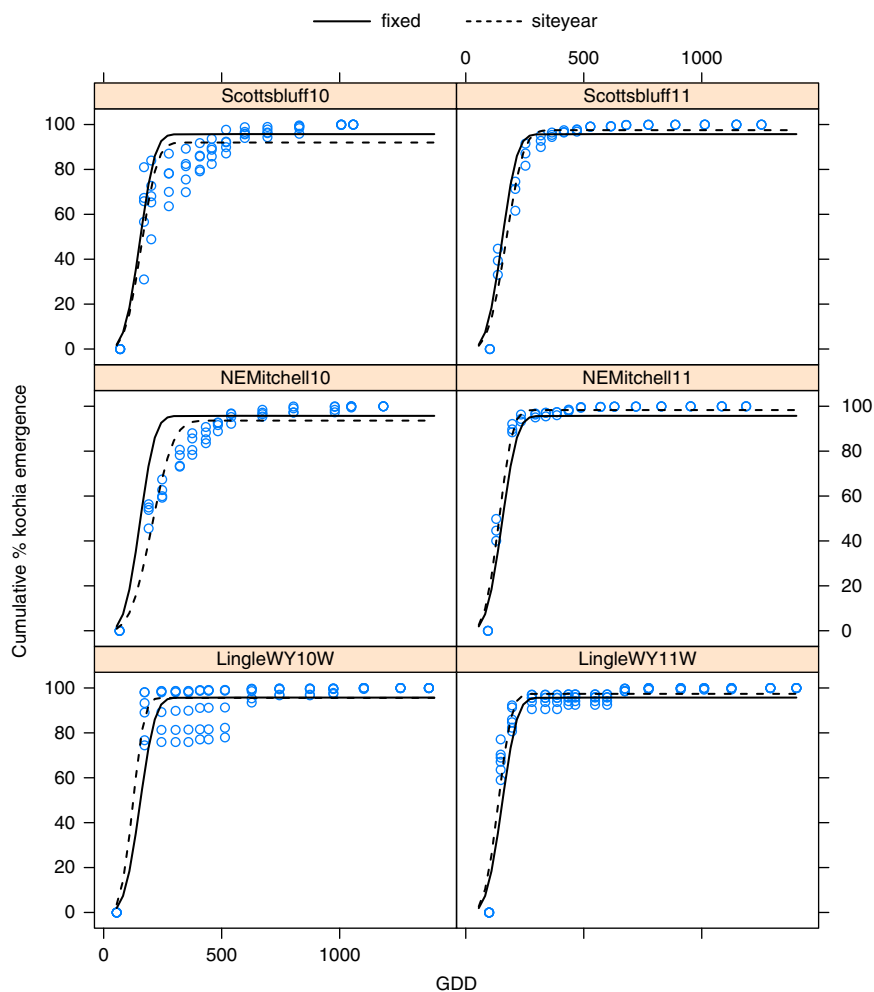 fixed siteyear
0 500 1000
Scottsbluff10 Scottsbluff11
100
80
60
40
20
0
NEMitchell10 NEMitchell11
100
80
60
40
20
0
LingleWY10W LingleWY11W
100
80
60
40
20
0
0 500 1000
Cumulative % kochia emergence
GDD